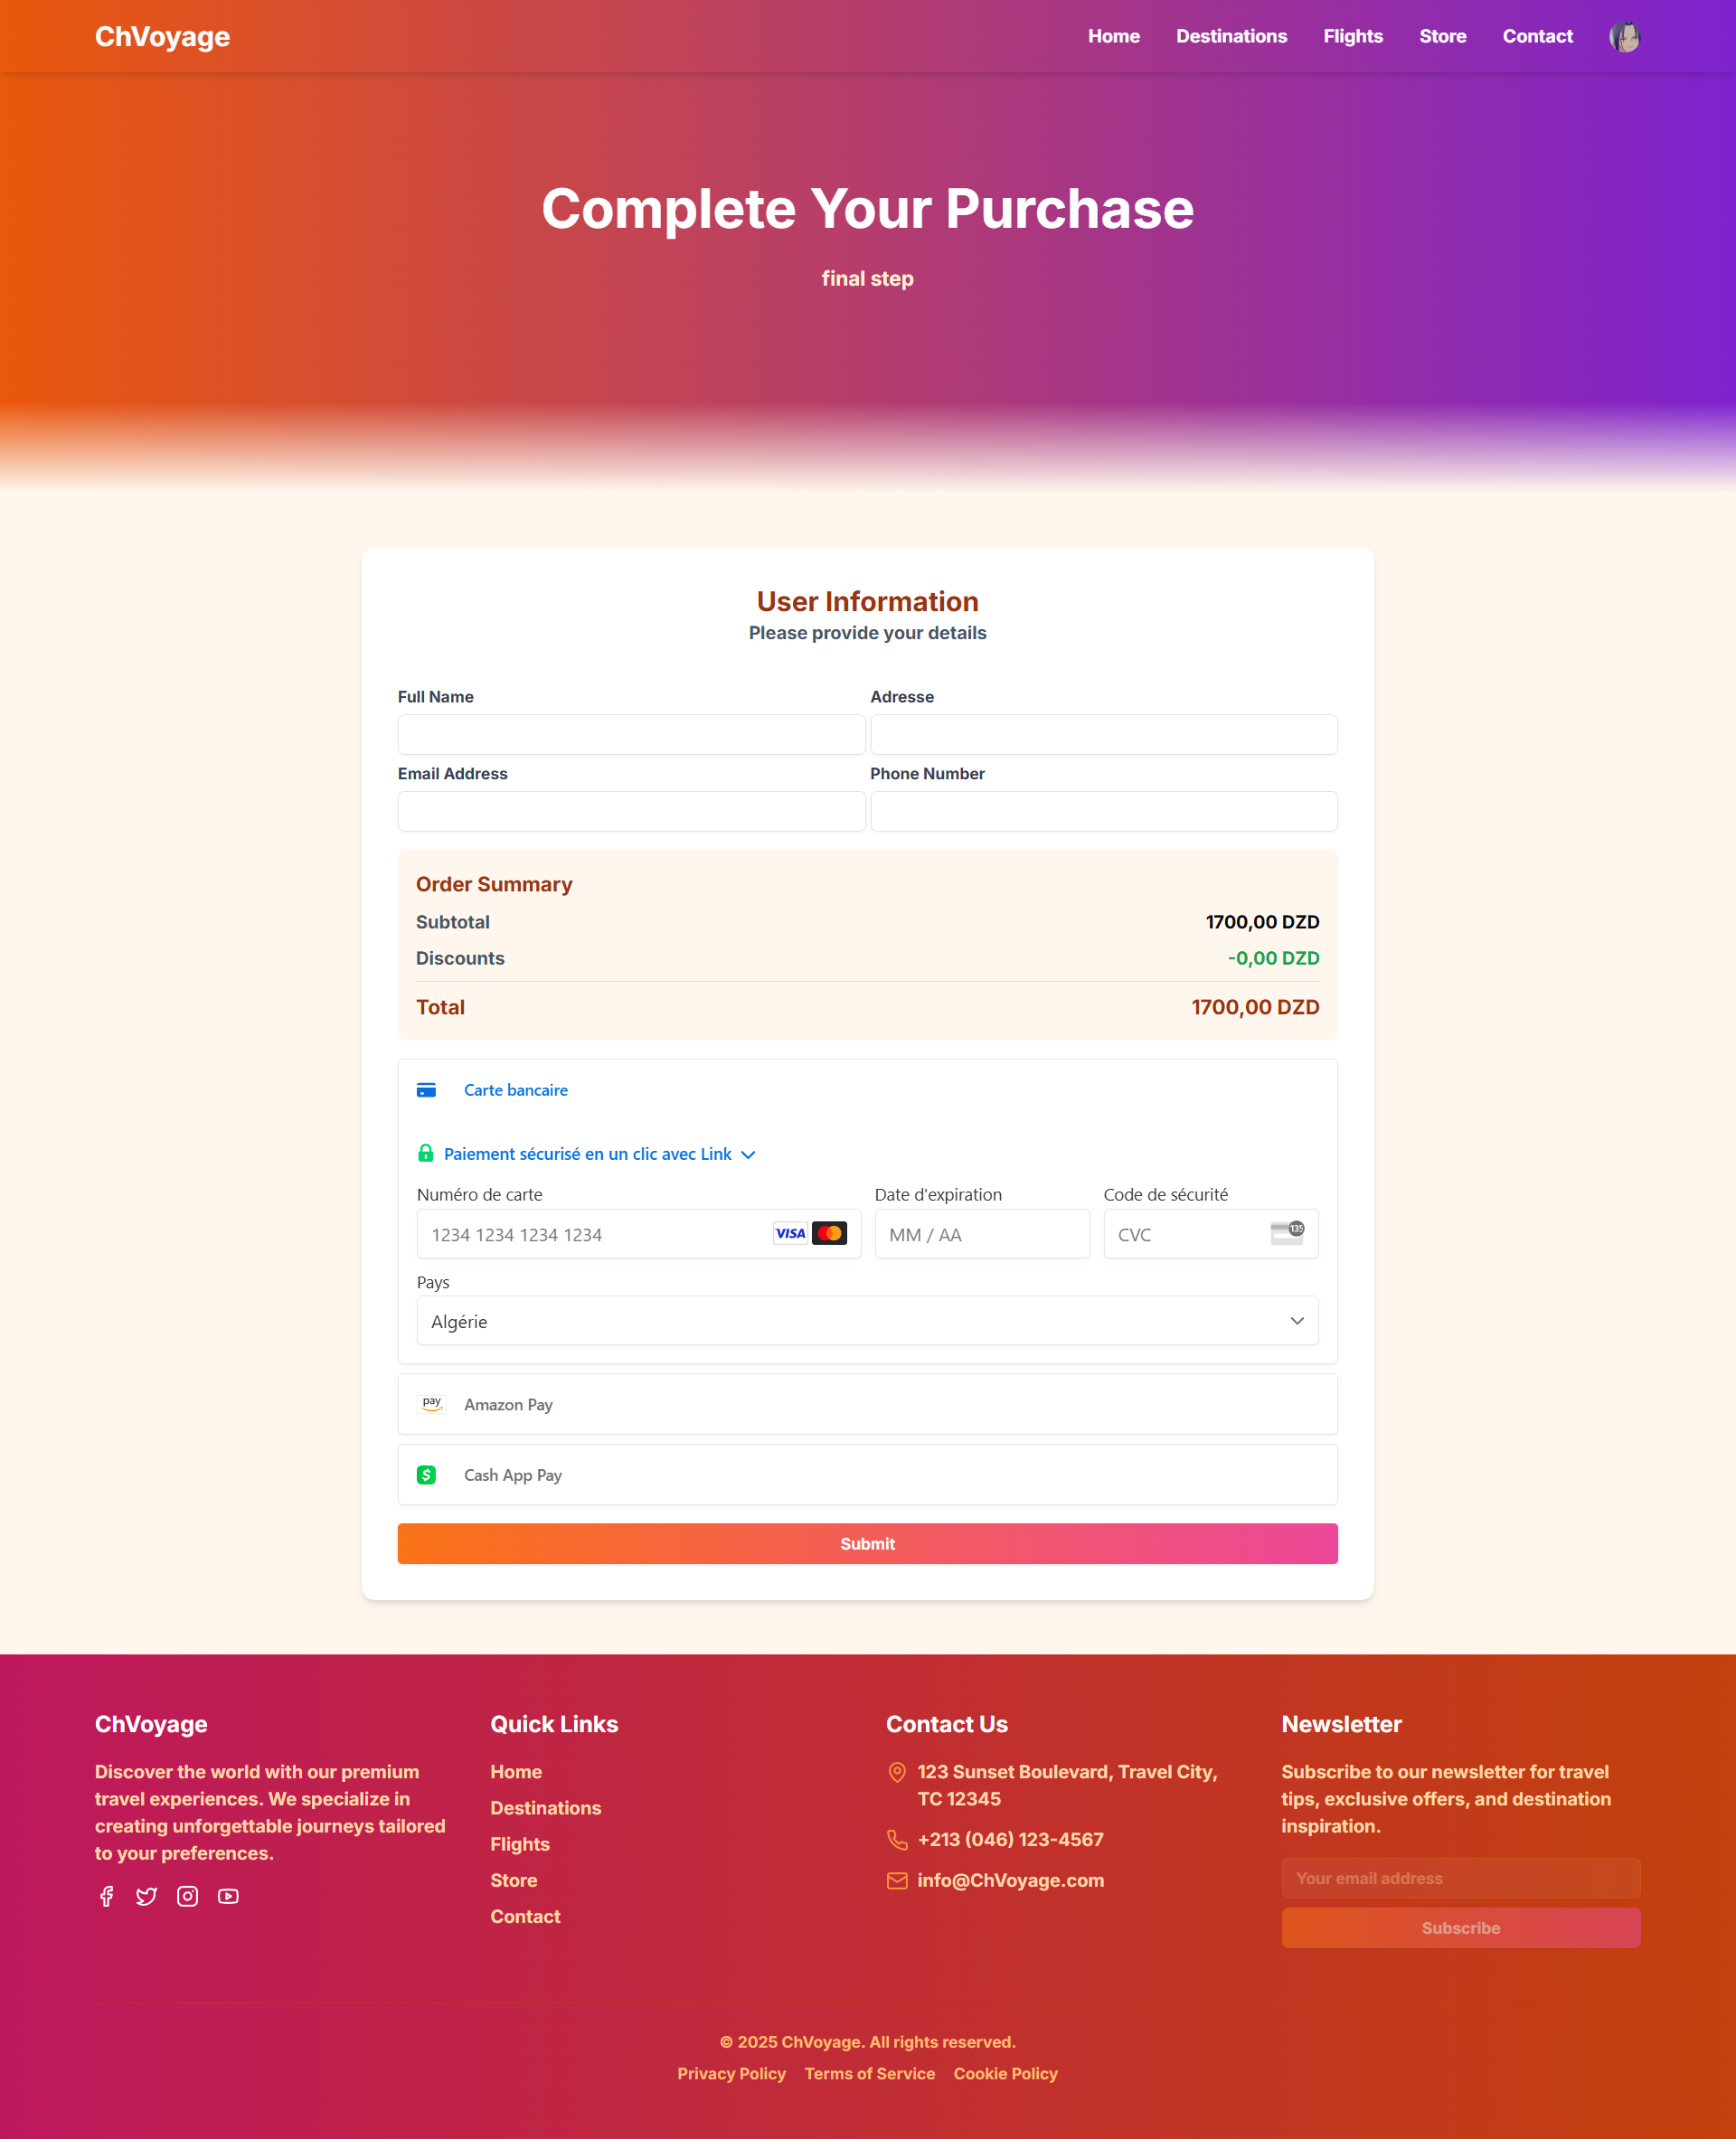 ChVoyage
Home Destinations Flights Store Contact
Complete Your Purchase
final step
User Information
Please provide your details
Full Name Adresse
Email Address Phone Number
Order Summary
Subtotal 1700,00 DZD
Discounts -0,00 DZD
Total 1700,00 DZD
Carte bancaire
Paiement sécurisé en un clic avec Link
Numéro de carte Date d'expiration Code de sécurité
1234 1234 1234 1234 VISA MM / AA CVC 135
Pays
Algérie
pay Amazon Pay
$ Cash App Pay
Submit
ChVoyage
Discover the world with our premium
travel experiences. We specialize in
creating unforgettable journeys tailored
to your preferences.
Quick Links
Home
Destinations
Flights
Store
Contact
Contact Us
123 Sunset Boulevard, Travel City,
TC 12345
+213 (046) 123-4567
info@ChVoyage.com
Newsletter
Subscribe to our newsletter for travel
tips, exclusive offers, and destination
inspiration.
Your email address
Subscribe
© 2025 ChVoyage. All rights reserved.
Privacy Policy Terms of Service Cookie Policy